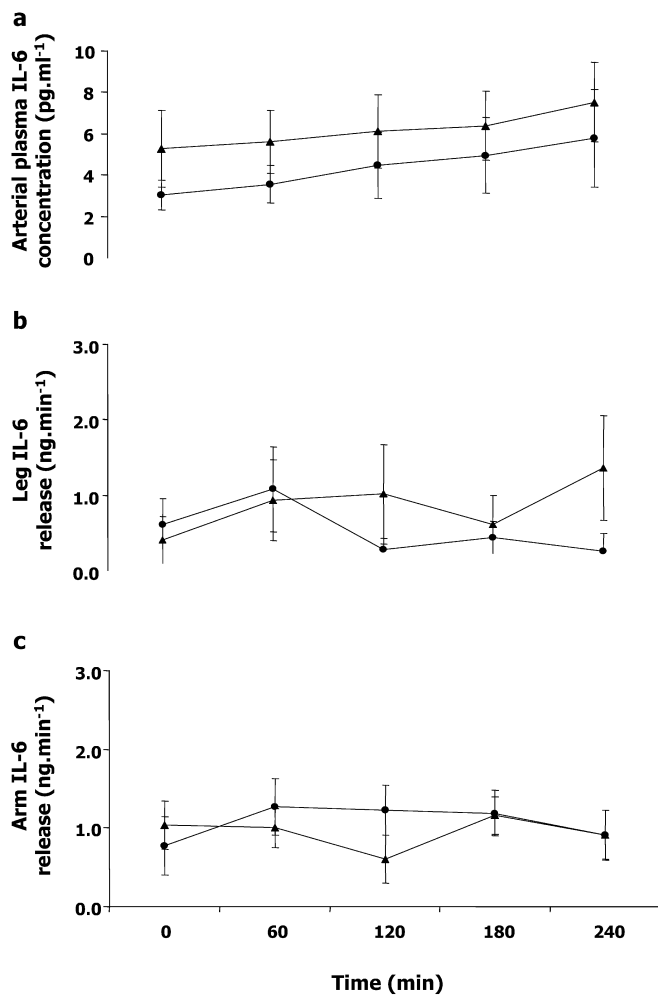 a
Arterial plasma IL-6
concentration (pg.ml-1)
10
8
6
4
2
0
b
Leg IL-6
release (ng.min-1)
3.0
2.0
1.0
0.0
c
Arm IL-6
release (ng.min-1)
3.0
2.0
1.0
0.0
0 60 120 180 240
Time (min)